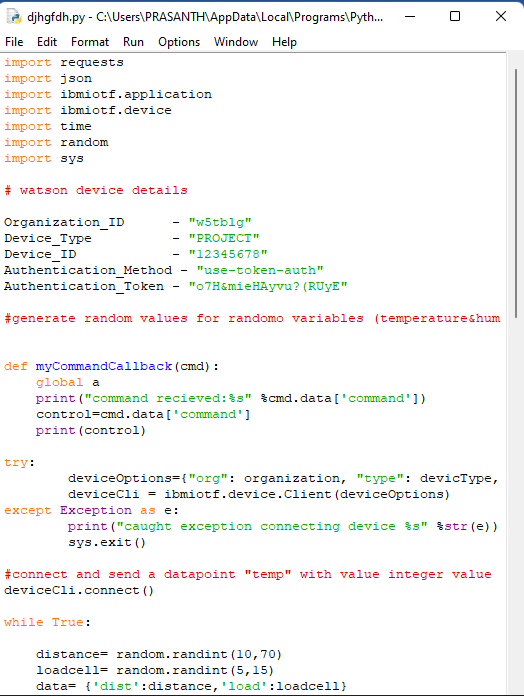 djhgfdh.py - C:\Users\PRASANTH\AppData\Local\Programs\Pyth...
File Edit Format Run Options Window Help
import requests
import json
import ibmiotf.application
import ibmiotf.device
import time
import random
import sys
# watson device details
Organization_ID      - "w5tblg"
Device_Type          - "PROJECT"
Device_ID            - "12345678"
Authentication_Method - "use-token-auth"
Authentication_Token - "o7H&mieHAyvu?(RUyE"
#generate random values for randomo variables (temperature&hum
def myCommandCallback(cmd):
    global a
    print("command recieved:%s" %cmd.data['command'])
    control=cmd.data['command']
    print(control)
try:
        deviceOptions={"org": organization, "type": devicType,
        deviceCli = ibmiotf.device.Client(deviceOptions)
except Exception as e:
        print("caught exception connecting device %s" %str(e))
        sys.exit()
#connect and send a datapoint "temp" with value integer value
deviceCli.connect()
while True:
    distance= random.randint(10,70)
    loadcell= random.randint(5,15)
    data= {'dist':distance,'load':loadcell}